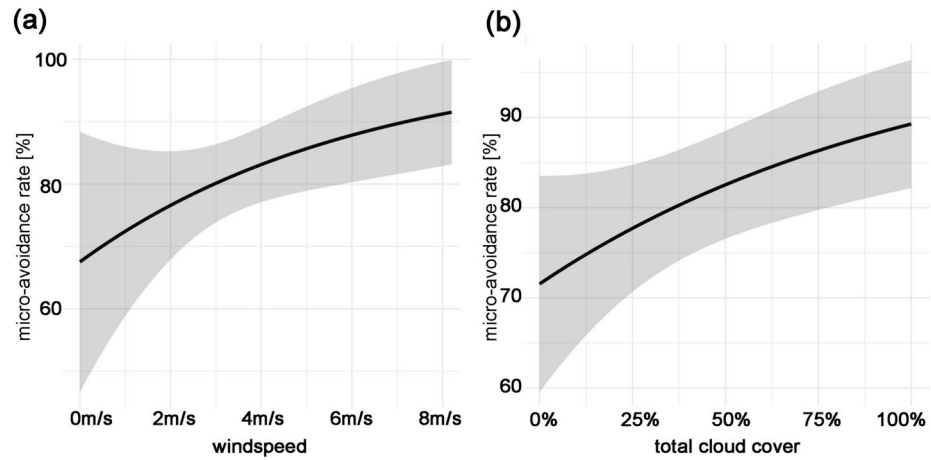 (a)
micro-avoidance rate [%]
100
80
60
0m/s 2m/s 4m/s 6m/s 8m/s
windspeed
(b)
micro-avoidance rate [%]
90
80
70
60
0% 25% 50% 75% 100%
total cloud cover